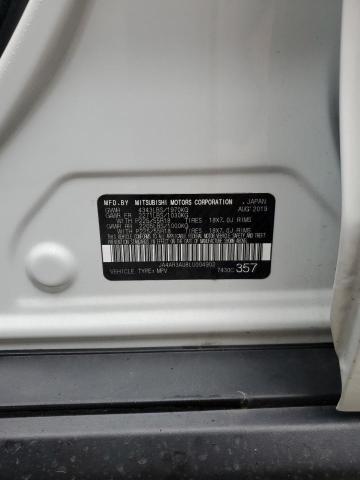 MFD.BY MITSUBISHI MOTORS CORPORATION , JAPAN
GVWR 4343LBS/1970KG AUG 2019
GAWR FR 2271LBS/1030KG
WITH P225/55R18 TIRES, 18X7.0J RIMS
GAWR RR 2205LBS/1000KG
WITH P225/55R18 TIRES, 18X7.0J RIMS
THIS VEHICLE CONFORMS TO ALL APPLICABLE
FEDERAL MOTOR VEHICLE SAFETY AND THEFT
PREVENTION STANDARDS IN EFFECT ON THE
DATE OF MANUFACTURE SHOWN ABOVE.
JA4AR3AU8LU004902
VEHICLE TYPE:MPV 7430C 357